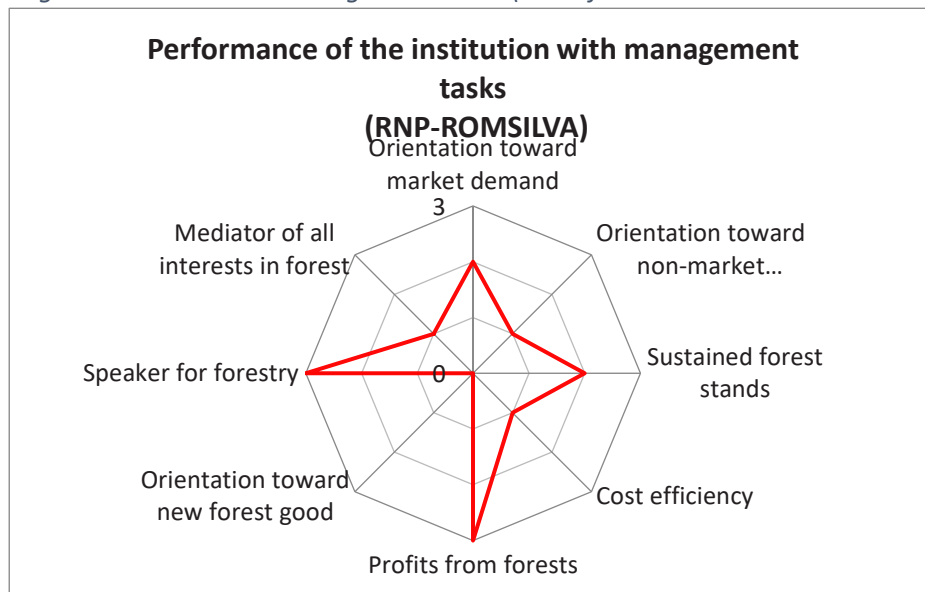 Performance of the institution with management
tasks
(RNP-ROMSILVA)
Orientation toward
market demand
3
Mediator of all
interests in forest
Orientation toward
non-market…
Speaker for forestry
0
Sustained forest
stands
Orientation toward
new forest good
Cost efficiency
Profits from forests